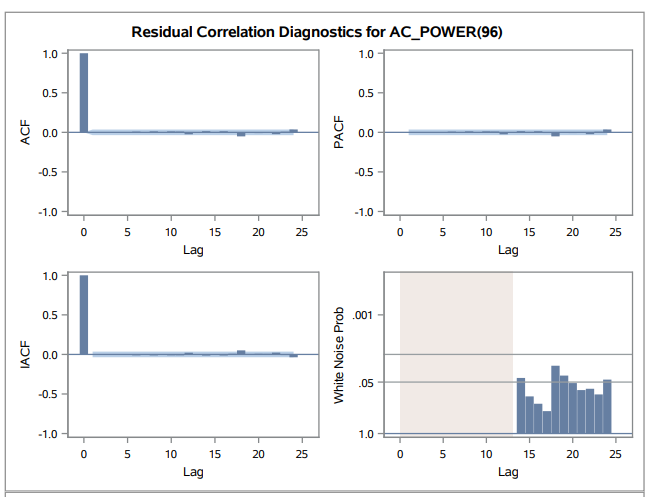 Residual Correlation Diagnostics for AC_POWER(96)
1.0
0.5
0.0
-0.5
-1.0
ACF
0 5 10 15 20 25
Lag
1.0
0.5
0.0
-0.5
-1.0
PACF
0 5 10 15 20 25
Lag
1.0
0.5
0.0
-0.5
-1.0
IACF
0 5 10 15 20 25
Lag
.001
.05
1.0
White Noise Prob
0 5 10 15 20 25
Lag